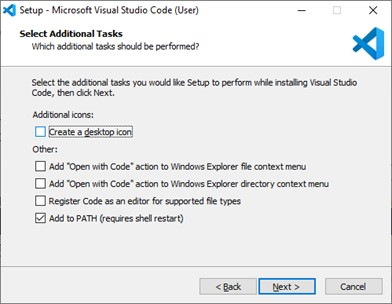 Setup - Microsoft Visual Studio Code (User)
Select Additional Tasks
Which additional tasks should be performed?
Select the additional tasks you would like Setup to perform while installing Visual Studio
Code, then click Next.
Additional icons:
Create a desktop icon
Other:
Add "Open with Code" action to Windows Explorer file context menu
Add "Open with Code" action to Windows Explorer directory context menu
Register Code as an editor for supported file types
Add to PATH (requires shell restart)
< Back Next > Cancel